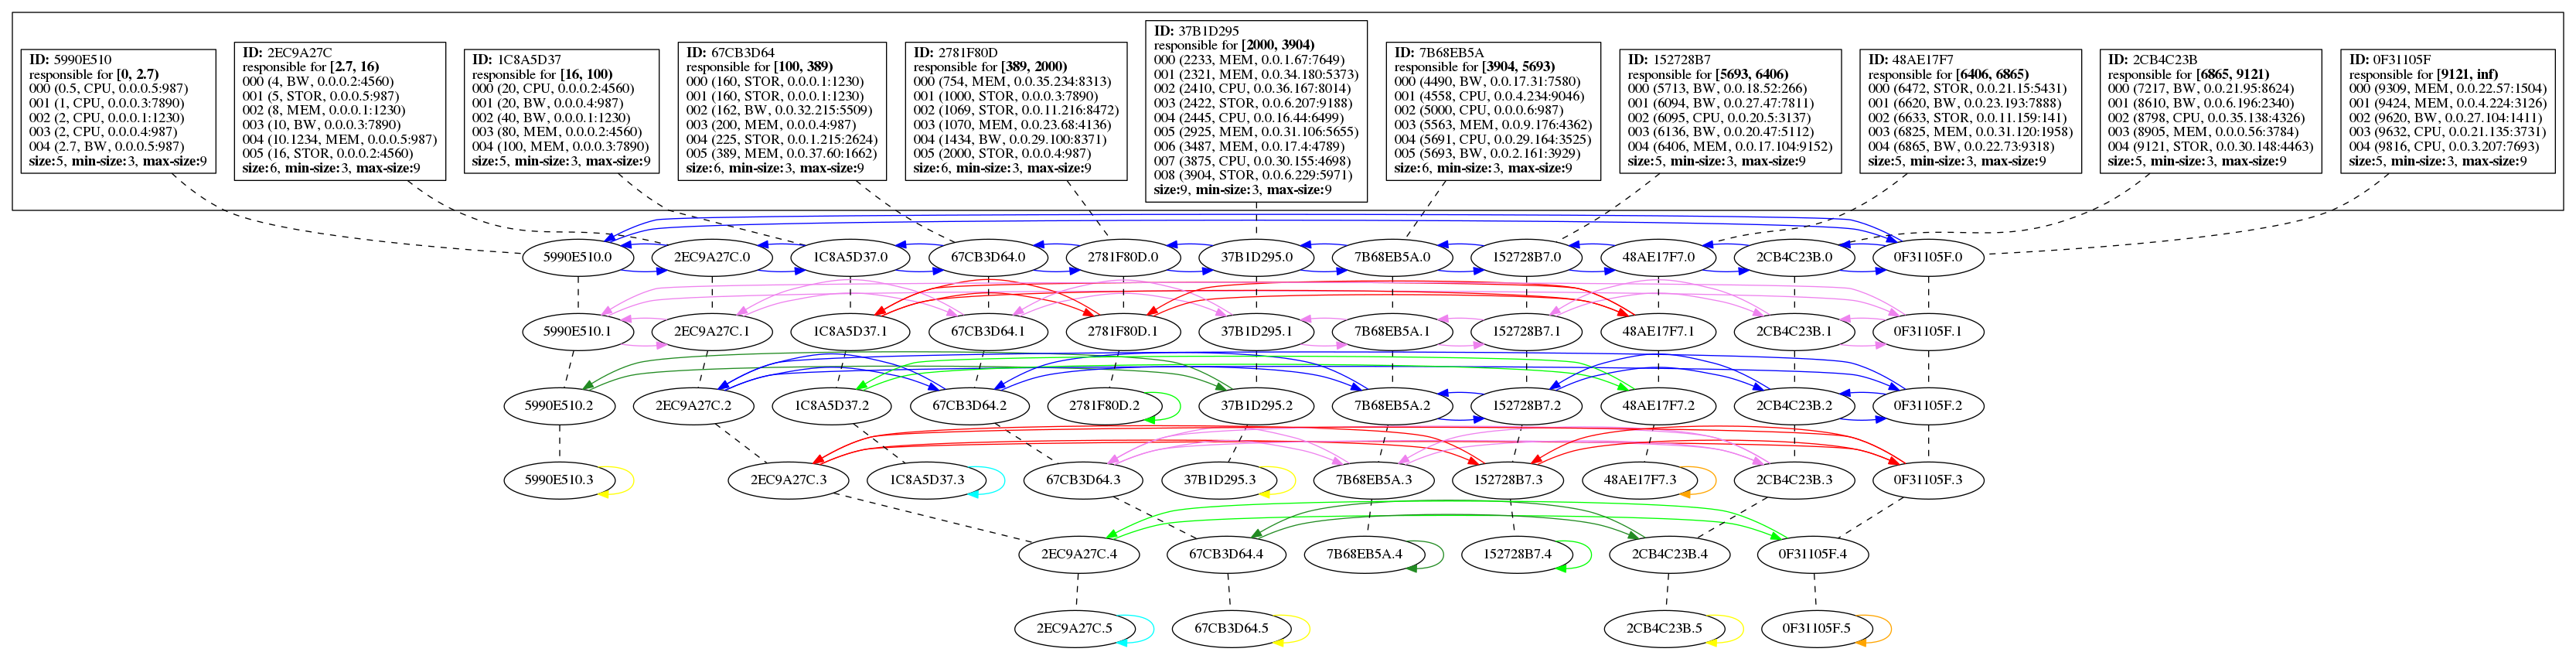 ID: 5990E510
responsible for [0, 2.7)
000 (0.5, CPU, 0.0.0.5:987)
001 (1, CPU, 0.0.0.3:7890)
002 (2, CPU, 0.0.0.1:1230)
003 (2, CPU, 0.0.0.4:987)
004 (2.7, BW, 0.0.0.5:987)
size:5, min-size:3, max-size:9
ID: 2EC9A27C
responsible for [2.7, 16)
000 (4, BW, 0.0.0.2:4560)
001 (5, STOR, 0.0.0.5:987)
002 (8, MEM, 0.0.0.1:1230)
003 (10, BW, 0.0.0.3:7890)
004 (10.1234, MEM, 0.0.0.5:987)
005 (16, STOR, 0.0.0.2:4560)
size:6, min-size:3, max-size:9
ID: 1C8A5D37
responsible for [16, 100)
000 (20, CPU, 0.0.0.2:4560)
001 (20, BW, 0.0.0.4:987)
002 (40, BW, 0.0.0.1:1230)
003 (80, MEM, 0.0.0.2:4560)
004 (100, MEM, 0.0.0.3:7890)
size:5, min-size:3, max-size:9
ID: 67CB3D64
responsible for [100, 389)
000 (160, STOR, 0.0.0.1:1230)
001 (160, STOR, 0.0.0.1:1230)
002 (162, BW, 0.0.32.215:5509)
003 (200, MEM, 0.0.0.4:987)
004 (225, STOR, 0.0.1.215:2624)
005 (389, MEM, 0.0.37.60:1662)
size:6, min-size:3, max-size:9
ID: 2781F80D
responsible for [389, 2000)
000 (754, MEM, 0.0.35.234:8313)
001 (1000, STOR, 0.0.0.3:7890)
002 (1069, STOR, 0.0.11.216:8472)
003 (1070, MEM, 0.0.23.68:4136)
004 (1434, BW, 0.0.29.100:8371)
005 (2000, STOR, 0.0.0.4:987)
size:6, min-size:3, max-size:9
ID: 37B1D295
responsible for [2000, 3904)
000 (2233, MEM, 0.0.1.67:7649)
001 (2321, MEM, 0.0.34.180:5373)
002 (2410, CPU, 0.0.36.167:8014)
003 (2422, STOR, 0.0.6.207:9188)
004 (2445, CPU, 0.0.16.44:6499)
005 (2925, MEM, 0.0.31.106:5655)
006 (3487, MEM, 0.0.17.4:4789)
007 (3875, CPU, 0.0.30.155:4698)
008 (3904, STOR, 0.0.6.229:5971)
size:9, min-size:3, max-size:9
ID: 7B68EB5A
responsible for [3904, 5693)
000 (4490, BW, 0.0.17.31:7580)
001 (4558, CPU, 0.0.4.234:9046)
002 (5000, CPU, 0.0.0.6:987)
003 (5563, MEM, 0.0.9.176:4362)
004 (5691, CPU, 0.0.29.164:3525)
005 (5693, BW, 0.0.2.161:3929)
size:6, min-size:3, max-size:9
ID: 152728B7
responsible for [5693, 6406)
000 (5713, BW, 0.0.18.52:266)
001 (6094, BW, 0.0.27.47:7811)
002 (6095, CPU, 0.0.20.5:3137)
003 (6136, BW, 0.0.20.47:5112)
004 (6406, MEM, 0.0.17.104:9152)
size:5, min-size:3, max-size:9
ID: 48AE17F7
responsible for [6406, 6865)
000 (6472, STOR, 0.0.21.15:5431)
001 (6620, BW, 0.0.23.193:7888)
002 (6633, STOR, 0.0.11.159:141)
003 (6825, MEM, 0.0.31.120:1958)
004 (6865, BW, 0.0.22.73:9318)
size:5, min-size:3, max-size:9
ID: 2CB4C23B
responsible for [6865, 9121)
000 (7217, BW, 0.0.21.95:8624)
001 (8610, BW, 0.0.6.196:2340)
002 (8798, CPU, 0.0.35.138:4326)
003 (8905, MEM, 0.0.0.56:3784)
004 (9121, STOR, 0.0.30.148:4463)
size:5, min-size:3, max-size:9
ID: 0F31105F
responsible for [9121, inf)
000 (9309, MEM, 0.0.22.57:1504)
001 (9424, MEM, 0.0.4.224:3126)
002 (9620, BW, 0.0.27.104:1411)
003 (9632, CPU, 0.0.21.135:3731)
004 (9816, CPU, 0.0.3.207:7693)
size:5, min-size:3, max-size:9
5990E510.0
2EC9A27C.0
1C8A5D37.0
67CB3D64.0
2781F80D.0
37B1D295.0
7B68EB5A.0
152728B7.0
48AE17F7.0
2CB4C23B.0
0F31105F.0
5990E510.1
2EC9A27C.1
1C8A5D37.1
67CB3D64.1
2781F80D.1
37B1D295.1
7B68EB5A.1
152728B7.1
48AE17F7.1
2CB4C23B.1
0F31105F.1
5990E510.2
2EC9A27C.2
1C8A5D37.2
67CB3D64.2
2781F80D.2
37B1D295.2
7B68EB5A.2
152728B7.2
48AE17F7.2
2CB4C23B.2
0F31105F.2
5990E510.3
2EC9A27C.3
1C8A5D37.3
67CB3D64.3
37B1D295.3
7B68EB5A.3
152728B7.3
48AE17F7.3
2CB4C23B.3
0F31105F.3
2EC9A27C.4
67CB3D64.4
7B68EB5A.4
152728B7.4
2CB4C23B.4
0F31105F.4
2EC9A27C.5
67CB3D64.5
2CB4C23B.5
0F31105F.5